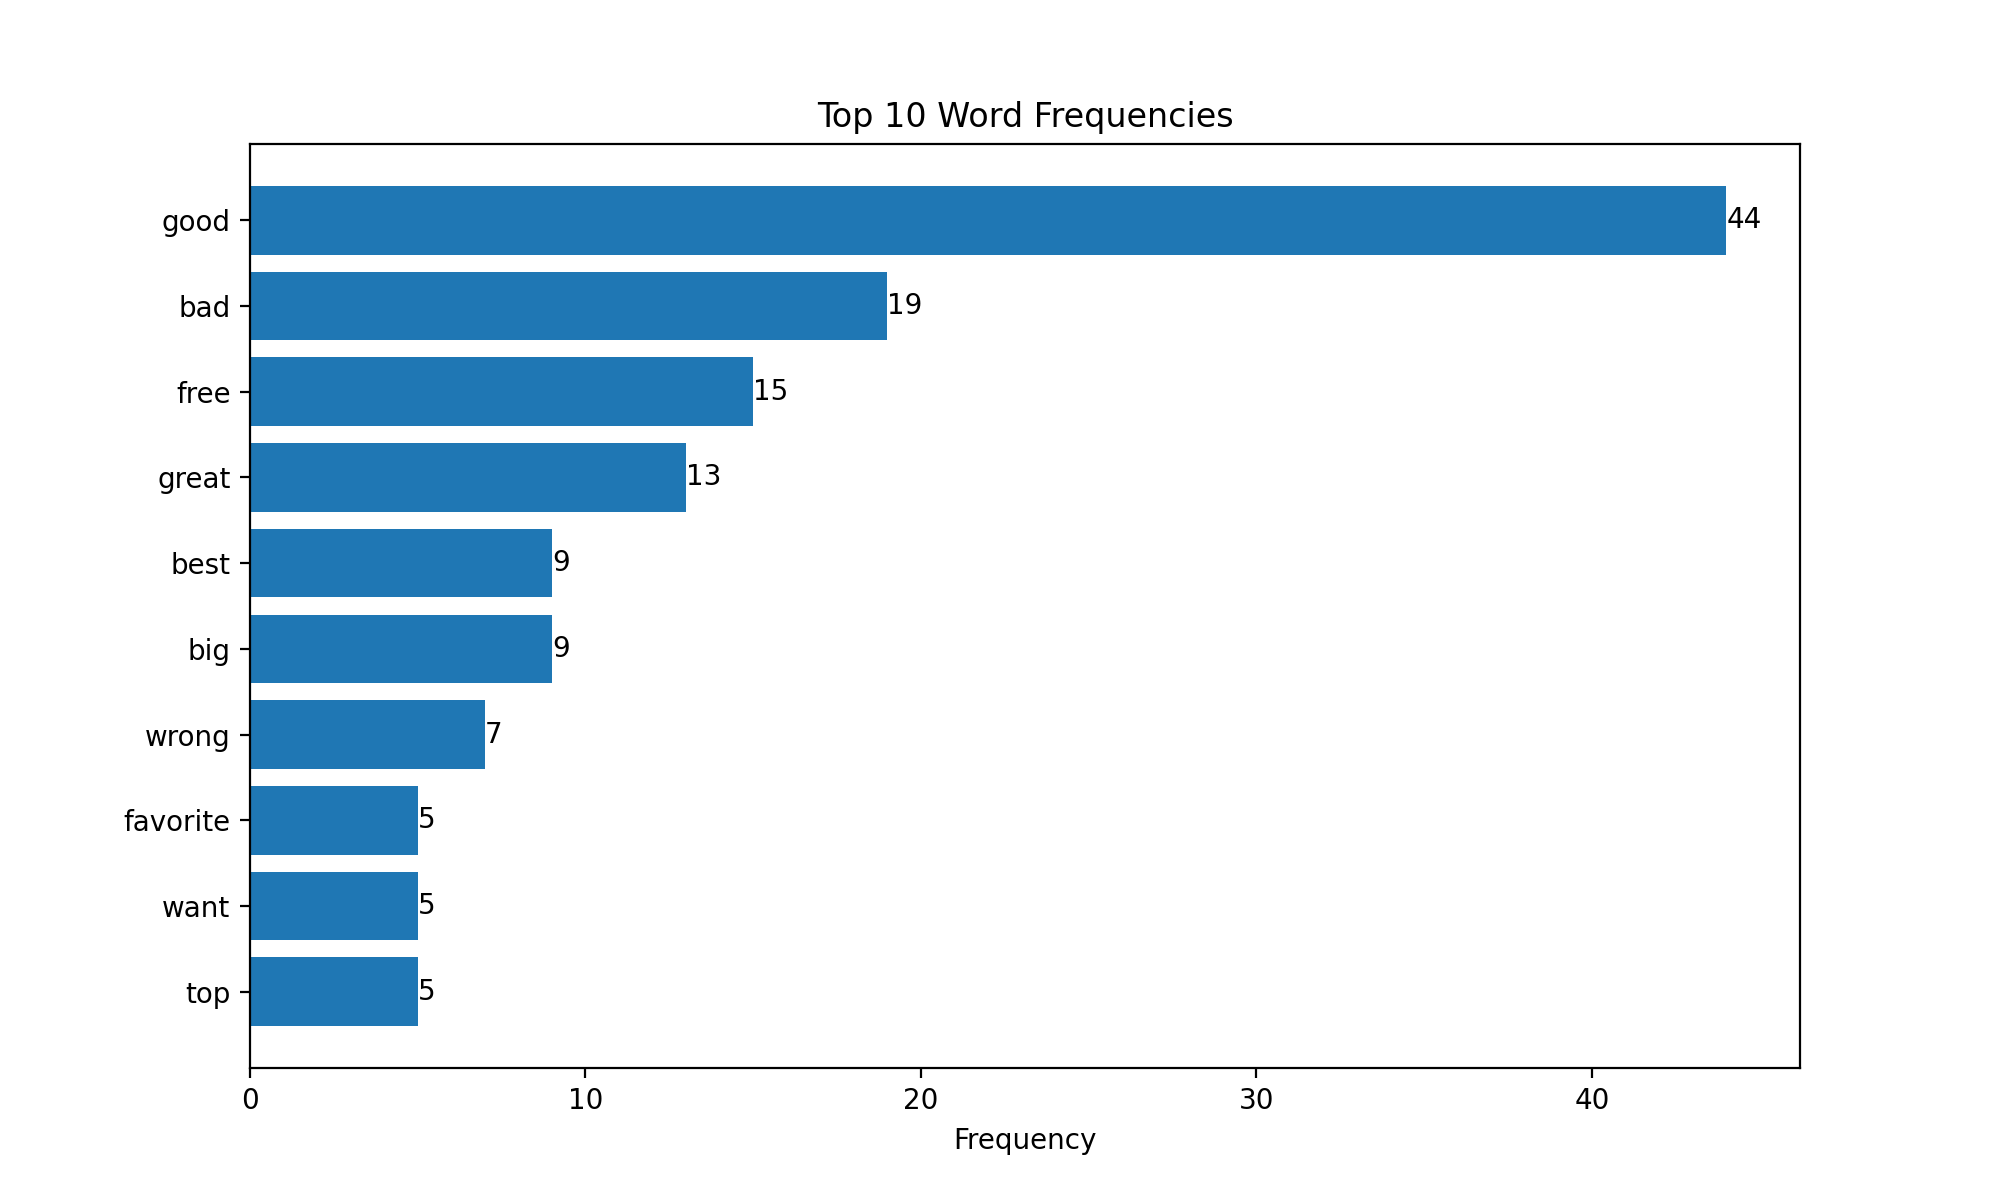 Top 10 Word Frequencies
good 44
bad 19
free 15
great 13
best 9
big 9
wrong 7
favorite 5
want 5
top 5
0 10 20 30 40
Frequency